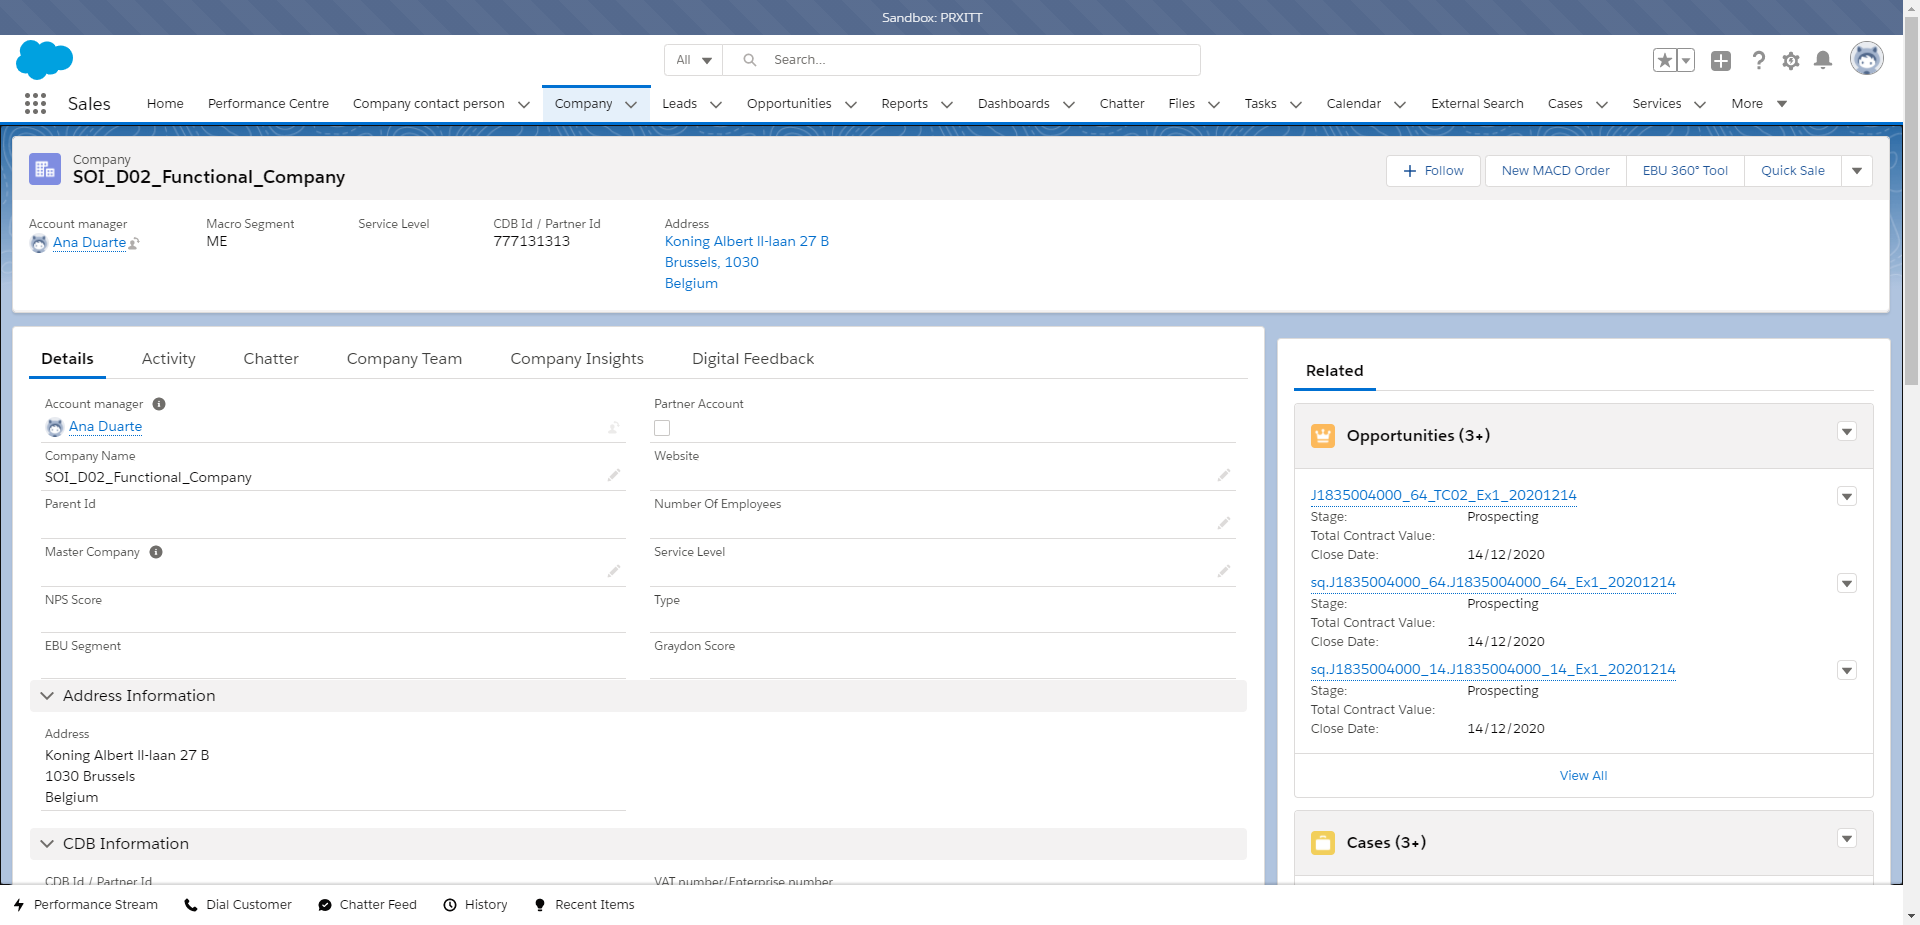 Sandbox: PRXITT
All
Search...
Sales
Home
Performance Centre
Company contact person
Company
Leads
Opportunities
Reports
Dashboards
Chatter
Files
Tasks
Calendar
External Search
Cases
Services
More
Company
SOI_D02_Functional_Company
Follow
New MACD Order
EBU 360° Tool
Quick Sale
Account manager
Ana Duarte
Macro Segment
ME
Service Level
CDB Id / Partner Id
777131313
Address
Koning Albert II-laan 27 B
Brussels, 1030
Belgium
Details
Activity
Chatter
Company Team
Company Insights
Digital Feedback
Account manager
Ana Duarte
Partner Account
Company Name
SOI_D02_Functional_Company
Website
Parent Id
Number Of Employees
Master Company
Service Level
NPS Score
Type
EBU Segment
Graydon Score
Address Information
Address
Koning Albert II-laan 27 B
1030 Brussels
Belgium
CDB Information
CDB Id / Partner Id
VAT number/Enterprise number
Related
Opportunities (3+)
J1835004000_64_TC02_Ex1_20201214
Stage: Prospecting
Total Contract Value:
Close Date: 14/12/2020
sq.J1835004000_64.J1835004000_64_Ex1_20201214
Stage: Prospecting
Total Contract Value:
Close Date: 14/12/2020
sq.J1835004000_14.J1835004000_14_Ex1_20201214
Stage: Prospecting
Total Contract Value:
Close Date: 14/12/2020
View All
Cases (3+)
Performance Stream
Dial Customer
Chatter Feed
History
Recent Items